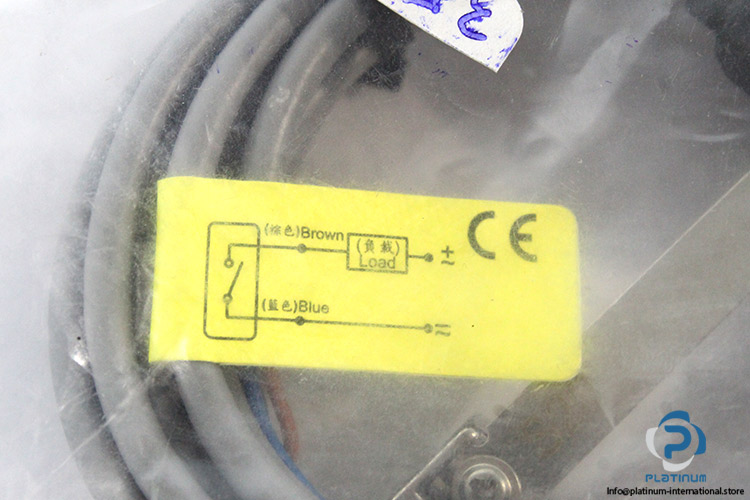 (棕色)Brown
(負載)
Load
±
~
(藍色)Blue
CE
P
PLATINUM
Info@platinum-international.store